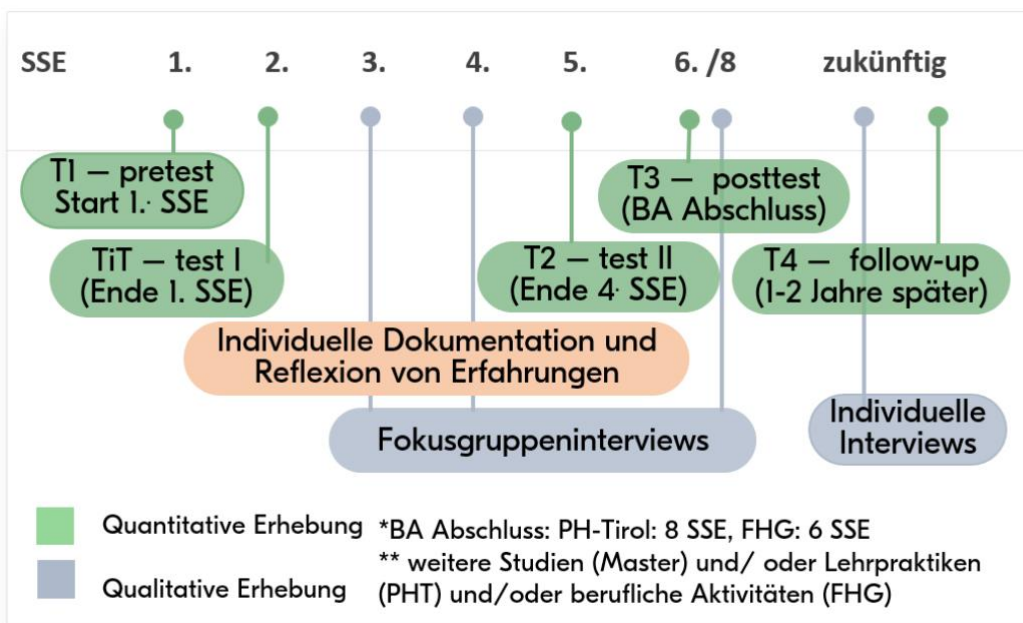 SSE 1. 2. 3. 4. 5. 6. /8 zukünftig
T1 – pretest
Start 1.· SSE
TiT – test I
(Ende 1. SSE)
T2 – test II
(Ende 4· SSE)
T3 – posttest
(BA Abschluss)
T4 – follow-up
(1-2 Jahre später)
Individuelle Dokumentation und
Reflexion von Erfahrungen
Fokusgruppeninterviews
Individuelle
Interviews
Quantitative Erhebung
Qualitative Erhebung
*BA Abschluss: PH-Tirol: 8 SSE, FHG: 6 SSE
** weitere Studien (Master) und/ oder Lehrpraktiken
(PHT) und/oder berufliche Aktivitäten (FHG)